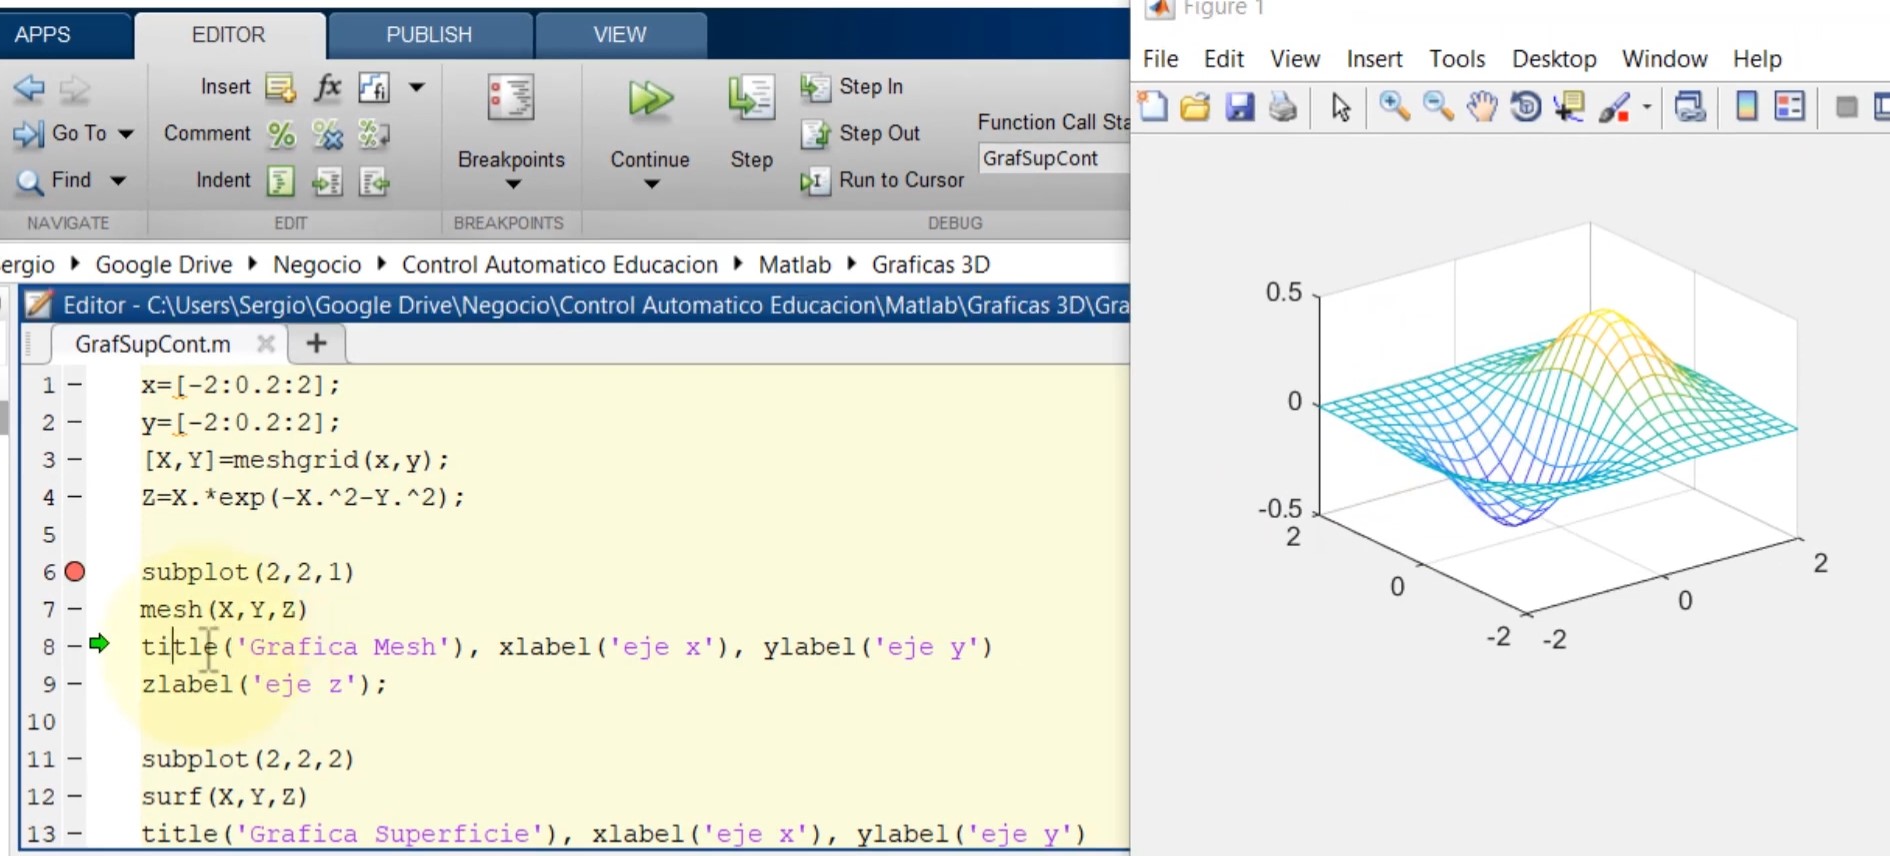 APPS EDITOR PUBLISH VIEW
Insert fx
Go To Comment
Find Indent
Breakpoints
Continue Step
Step In
Step Out
Run to Cursor
Function Call Sta
GrafSupCont
NAVIGATE EDIT BREAKPOINTS DEBUG
ergio Google Drive Negocio Control Automatico Educacion Matlab Graficas 3D
Editor - C:\Users\Sergio\Google Drive\Negocio\Control Automatico Educacion\Matlab\Graficas 3D\Gra
GrafSupCont.m
1 - x=[-2:0.2:2];
2 - y=[-2:0.2:2];
3 - [X,Y]=meshgrid(x,y);
4 - Z=X.*exp(-X.^2-Y.^2);
5
6 subplot(2,2,1)
7 - mesh(X,Y,Z)
8 - title('Grafica Mesh'), xlabel('eje x'), ylabel('eje y')
9 - zlabel('eje z');
10
11 - subplot(2,2,2)
12 - surf(X,Y,Z)
13 - title('Grafica Superficie'), xlabel('eje x'), ylabel('eje y')
Figure 1
File Edit View Insert Tools Desktop Window Help
0.5
0
-0.5
2
0
-2
-2
0
2